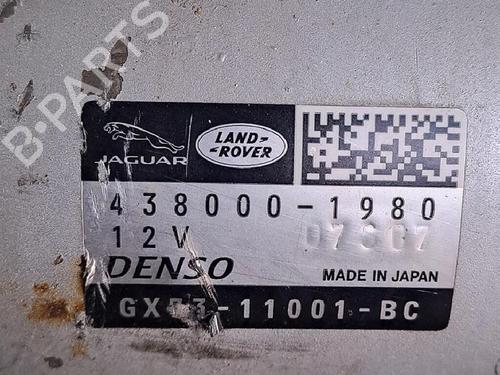 B-PARTS
JAGUAR
LAND-
ROVER
438000-1980
12V
DENSO
MADE IN JAPAN
-11001-BC